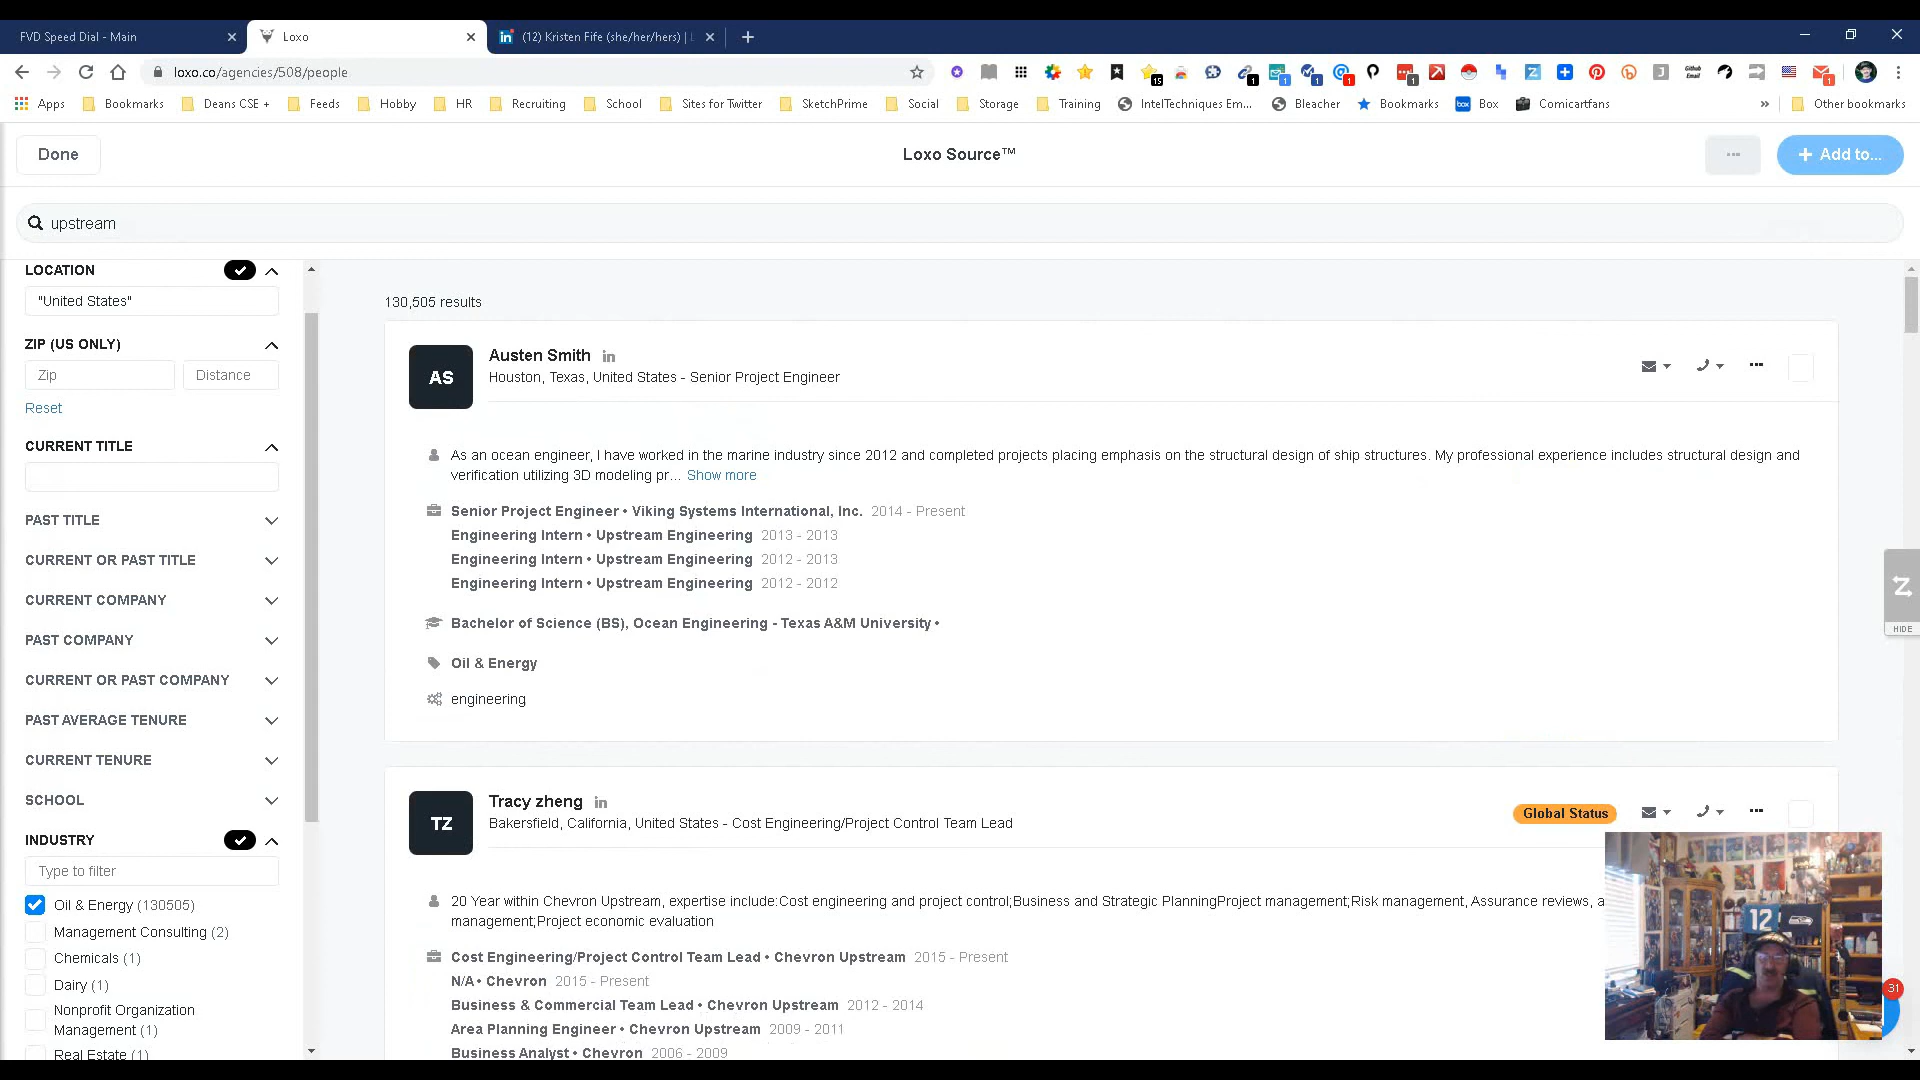 FVD Speed Dial - Main
Loxo
(12) Kristen Fife (she/her/hers) |
loxo.co/agencies/508/people
Apps
Bookmarks
Deans CSE +
Feeds
Hobby
HR
Recruiting
School
Sites for Twitter
SketchPrime
Social
Storage
Training
IntelTechniques Em...
Bleacher
Bookmarks
Box
Comicartfans
»
Other bookmarks
Done
Loxo Source™
+ Add to...
upstream
LOCATION
"United States"
ZIP (US ONLY)
Zip
Distance
Reset
CURRENT TITLE
PAST TITLE
CURRENT OR PAST TITLE
CURRENT COMPANY
PAST COMPANY
CURRENT OR PAST COMPANY
PAST AVERAGE TENURE
CURRENT TENURE
SCHOOL
INDUSTRY
Type to filter
Oil & Energy (130505)
Management Consulting (2)
Chemicals (1)
Dairy (1)
Nonprofit Organization
Management (1)
Real Estate (1)
130,505 results
AS
Austen Smith in
Houston, Texas, United States - Senior Project Engineer
As an ocean engineer, I have worked in the marine industry since 2012 and completed projects placing emphasis on the structural design of ship structures. My professional experience includes structural design and
verification utilizing 3D modeling pr... Show more
Senior Project Engineer • Viking Systems International, Inc. 2014 - Present
Engineering Intern • Upstream Engineering 2013 - 2013
Engineering Intern • Upstream Engineering 2012 - 2013
Engineering Intern • Upstream Engineering 2012 - 2012
Bachelor of Science (BS), Ocean Engineering - Texas A&M University •
Oil & Energy
engineering
TZ
Tracy zheng in
Bakersfield, California, United States - Cost Engineering/Project Control Team Lead
Global Status
20 Year within Chevron Upstream, expertise include:Cost engineering and project control;Business and Strategic PlanningProject management;Risk management, Assurance reviews, a
management;Project economic evaluation
Cost Engineering/Project Control Team Lead • Chevron Upstream 2015 - Present
N/A • Chevron 2015 - Present
Business & Commercial Team Lead • Chevron Upstream 2012 - 2014
Area Planning Engineer • Chevron Upstream 2009 - 2011
Business Analyst • Chevron 2006 - 2009
HIDE
12
31